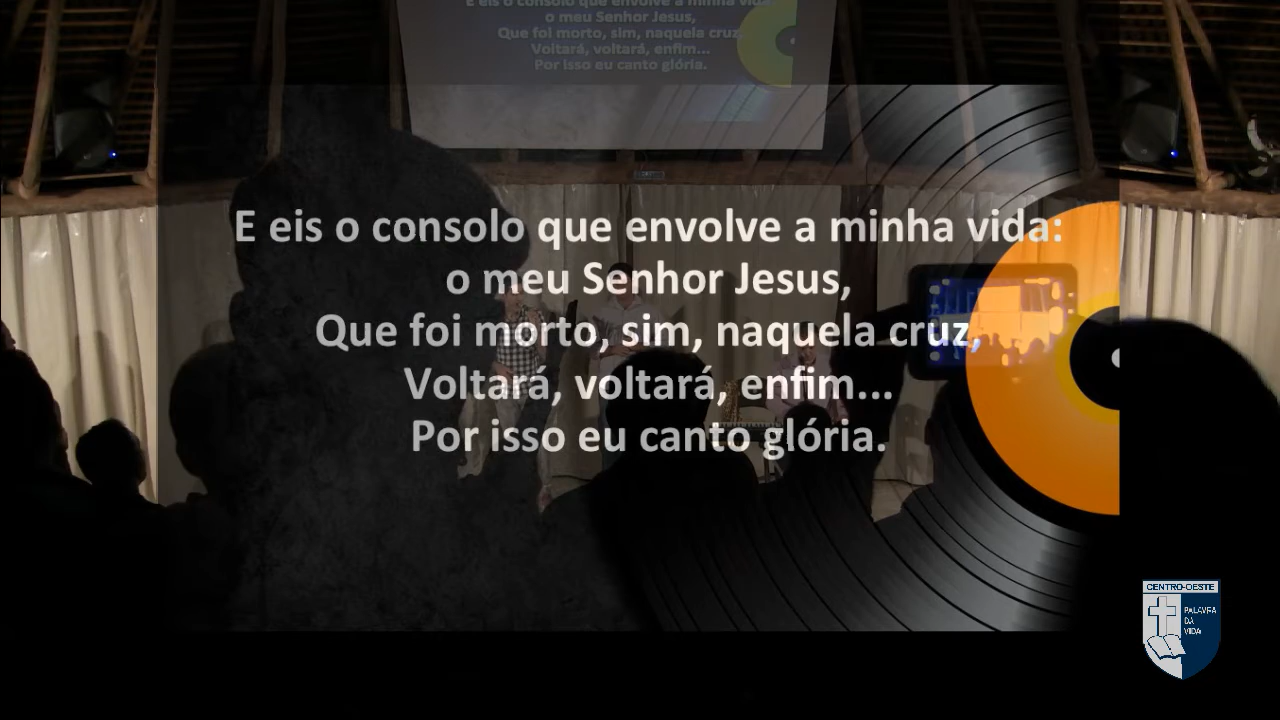 E eis o consolo que envolve a minha vida
o meu Senhor Jesus,
Que foi morto, sim, naquela cruz,
Voltará, voltará, enfim...
Por isso eu canto glória.
E eis o consolo que envolve a minha vida:
o meu Senhor Jesus,
Que foi morto, sim, naquela cruz,
Voltará, voltará, enfim...
Por isso eu canto glória.
CENTRO-OESTE
PALAVRA
DA
VIDA